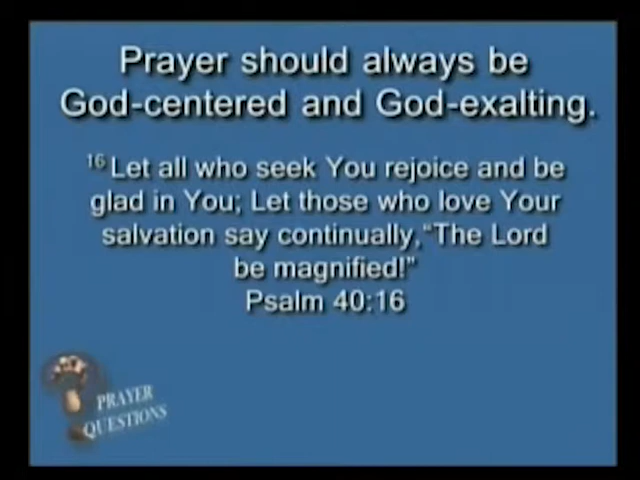 Prayer should always be
God-centered and God-exalting.
16 Let all who seek You rejoice and be
glad in You; Let those who love Your
salvation say continually,“The Lord
be magnified!”
Psalm 40:16
PRAYER
QUESTIONS